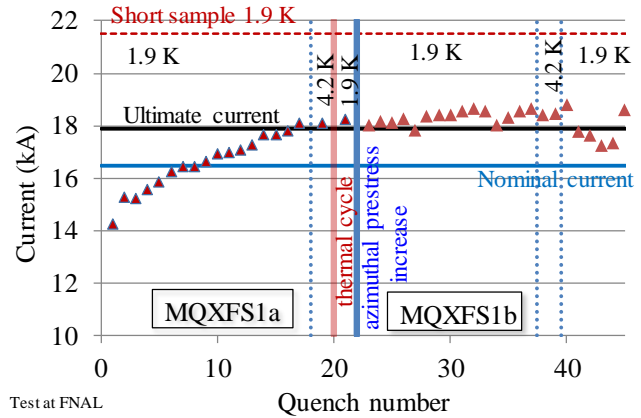 22
20
18
16
14
12
10
Current (kA)
Short sample 1.9 K
1.9 K
4.2 K
1.9 K
1.9 K
4.2 K
1.9 K
Ultimate current
Nominal current
thermal cycle
azimuthal prestress
increase
MQXFS1a
MQXFS1b
0
10
20
30
40
Quench number
Test at FNAL